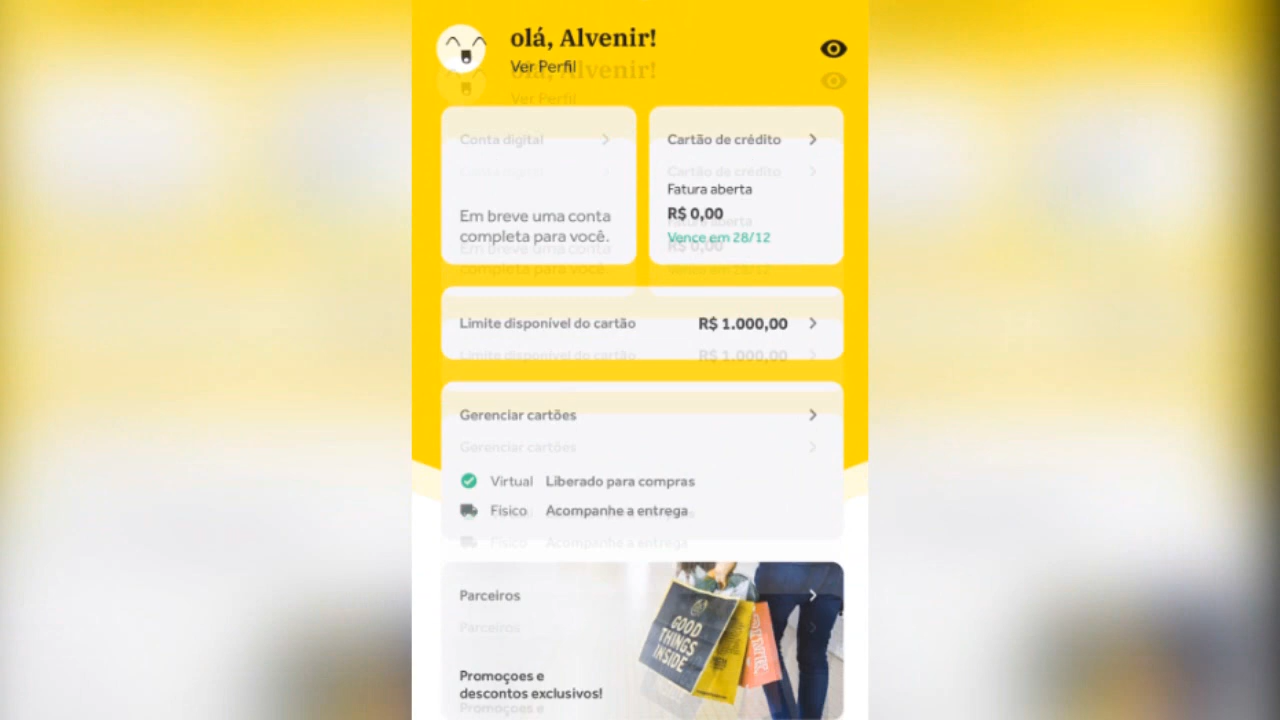 olá, Alvenir!
Ver Perfil
olá, Alvenir!
Ver Perfil
Conta digital
Conta digital
Em breve uma conta
completa para você.
Em breve uma conta
completa para você.
Cartão de crédito
Cartão de crédito
Fatura aberta
R$ 0,00
Fatura aberta
Vence em 28/12
R$ 0,00
Vence em 28/12
Limite disponível do cartão R$ 1.000,00
Limite disponível do cartão R$ 1.000,00
Gerenciar cartões
Gerenciar cartões
Virtual Liberado para compras
Físico Acompanhe a entrega
Físico Acompanhe a entrega
Parceiros
Parceiros
GOOD
THINGS
INSIDE
Promoçoes e
descontos exclusivos!
Promoçoes e